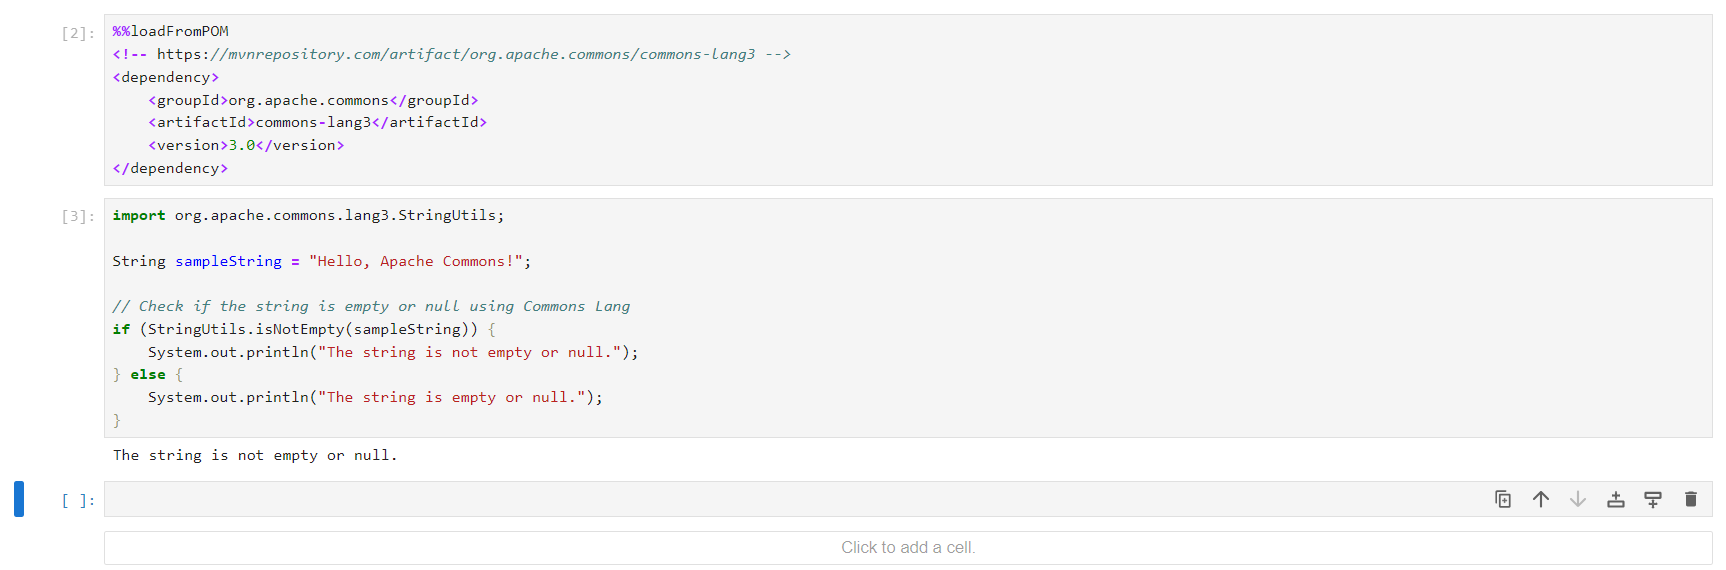 [2]:
%%loadFromPOM
<!-- https://mvnrepository.com/artifact/org.apache.commons/commons-lang3 -->
<dependency>
    <groupId>org.apache.commons</groupId>
    <artifactId>commons-lang3</artifactId>
    <version>3.0</version>
</dependency>
[3]:
import org.apache.commons.lang3.StringUtils;

String sampleString = "Hello, Apache Commons!";

// Check if the string is empty or null using Commons Lang
if (StringUtils.isNotEmpty(sampleString)) {
    System.out.println("The string is not empty or null.");
} else {
    System.out.println("The string is empty or null.");
}
The string is not empty or null.
[ ]:
Click to add a cell.